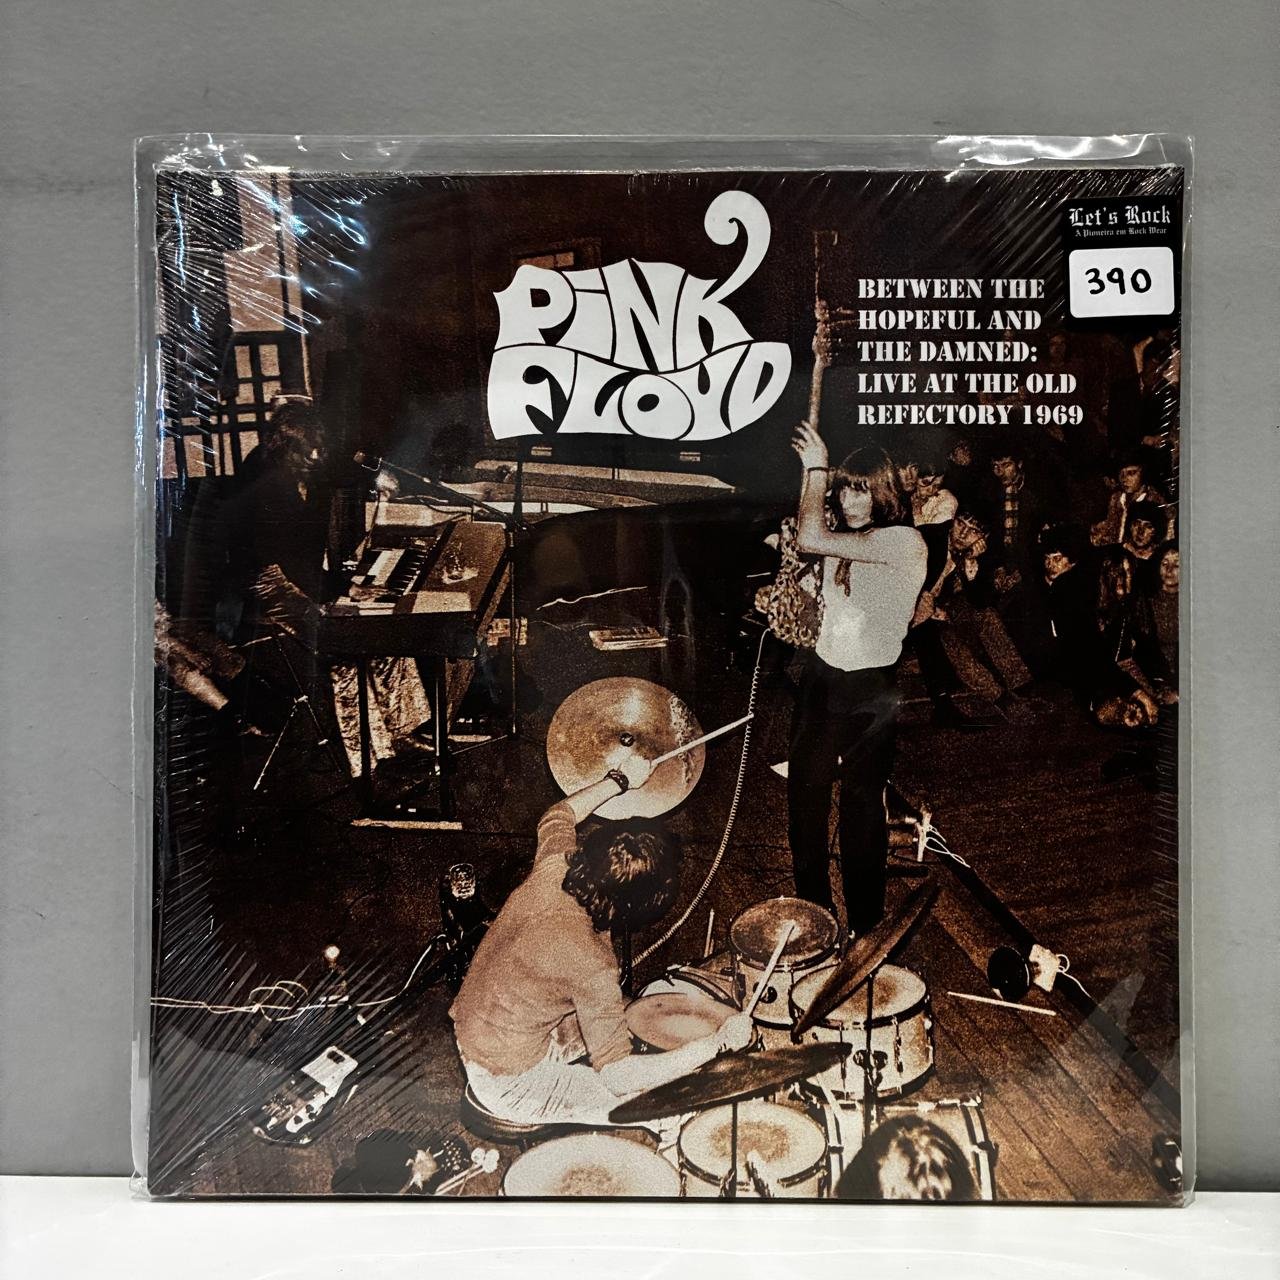 PINK
FLOYD
BETWEEN THE
HOPEFUL AND
THE DAMNED:
LIVE AT THE OLD
REFECTORY 1969
Let's Rock
A Pioneira em Rock Wear
390